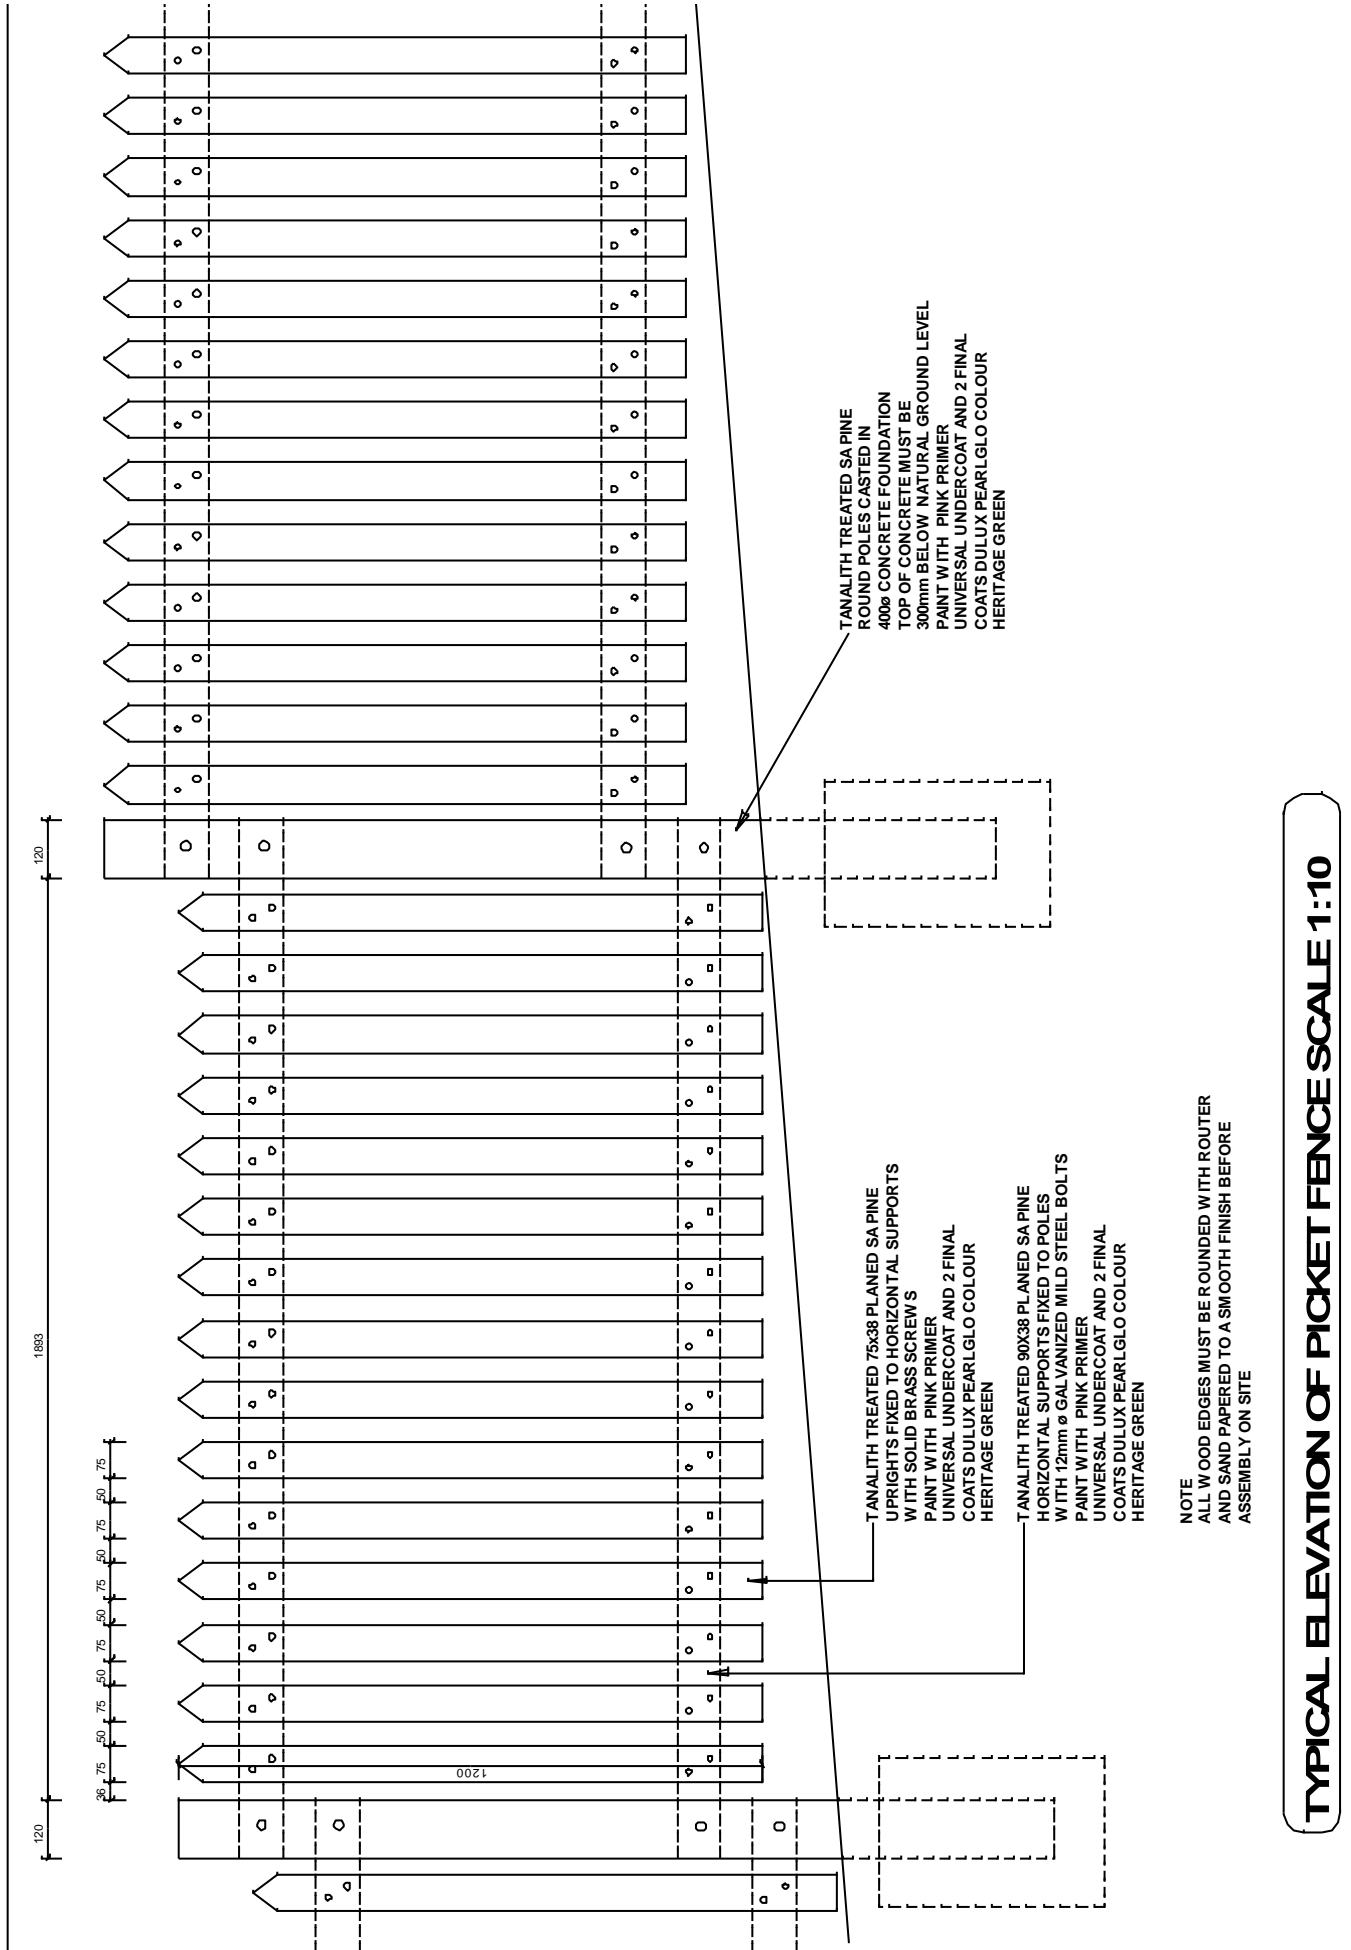 120
1893
120
36
75
50
75
50
75
50
75
50
75
50
75
1200
TANALITH TREATED 75x38 PLANED SA PINE
UPRIGHTS FIXED TO HORIZONTAL SUPPORTS
WITH SOLID BRASS SCREWS
PAINT WITH PINK PRIMER
UNIVERSAL UNDERCOAT AND 2 FINAL
COATS DULUX PEARLGLO COLOUR
HERITAGE GREEN
TANALITH TREATED 90X38 PLANED SA PINE
HORIZONTAL SUPPORTS FIXED TO POLES
WITH 12mm ø GALVANIZED MILD STEEL BOLTS
PAINT WITH PINK PRIMER
UNIVERSAL UNDERCOAT AND 2 FINAL
COATS DULUX PEARLGLO COLOUR
HERITAGE GREEN
NOTE
ALL WOOD EDGES MUST BE ROUNDED WITH ROUTER
AND SAND PAPERED TO A SMOOTH FINISH BEFORE
ASSEMBLY ON SITE
TANALITH TREATED SA PINE
ROUND POLES CASTED IN
400ø CONCRETE FOUNDATION
TOP OF CONCRETE MUST BE
300mm BELOW NATURAL GROUND LEVEL
PAINT WITH PINK PRIMER
UNIVERSAL UNDERCOAT AND 2 FINAL
COATS DULUX PEARLGLO COLOUR
HERITAGE GREEN
TYPICAL ELEVATION OF PICKET FENCE SCALE 1:10